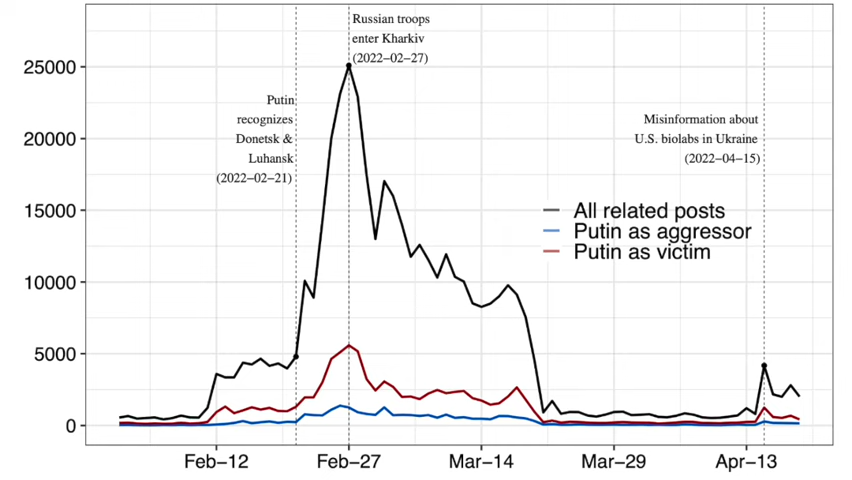 Russian troops
enter Kharkiv
(2022–02–27)
25000
Putin
recognizes
Donetsk &
Luhansk
(2022–02–21)
Misinformation about
U.S. biolabs in Ukraine
(2022–04–15)
20000
15000
All related posts
Putin as aggressor
Putin as victim
10000
5000
0
Feb–12 Feb–27 Mar–14 Mar–29 Apr–13